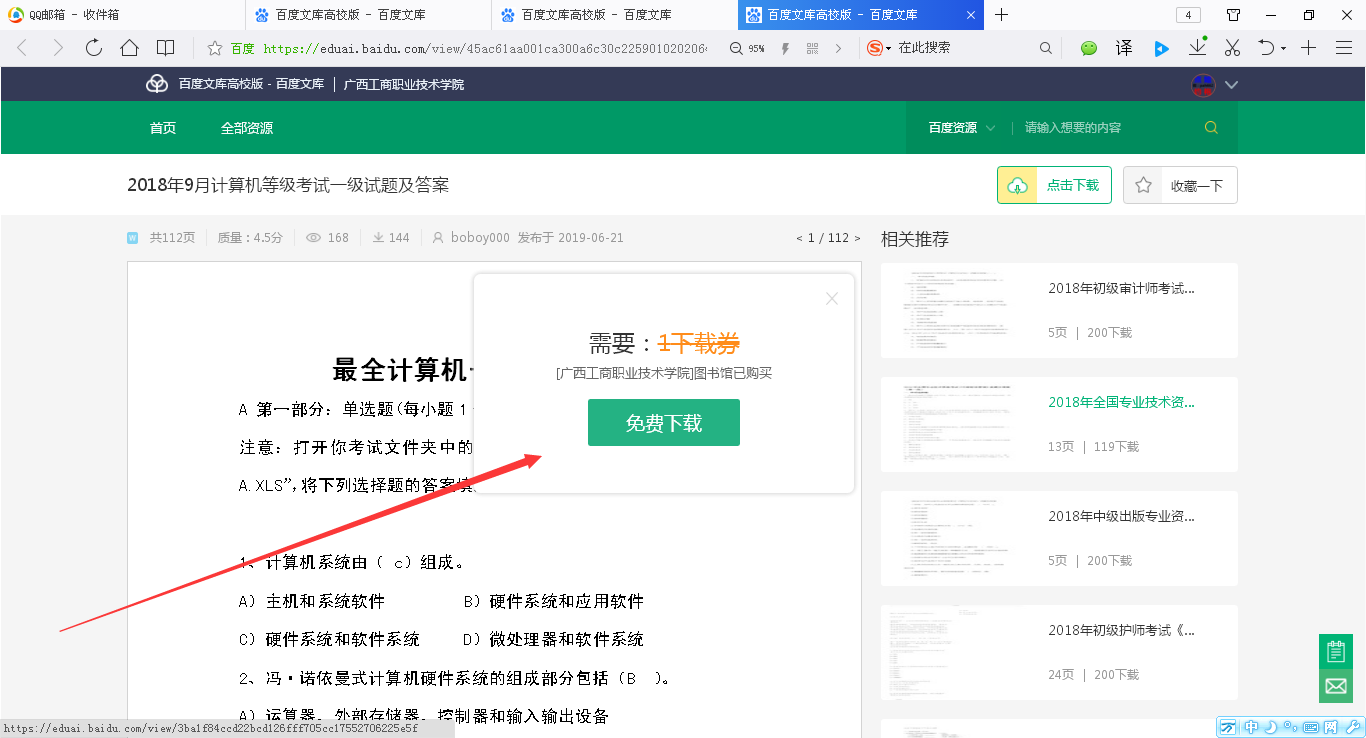 QQ邮箱 - 收件箱
百度文库高校版 - 百度文库
百度文库高校版 - 百度文库
百度文库高校版 - 百度文库
4
百度 https://eduai.baidu.com/view/45ac61aa001ca300a6c30c225901020206
95%
在此搜索
译
百度文库高校版 - 百度文库 | 广西工商职业技术学院
首页 全部资源
百度资源 请输入想要的内容
2018年9月计算机等级考试一级试题及答案
点击下载
收藏一下
共112页 质量：4.5分 168 144 boboy000 发布于 2019-06-21
< 1 / 112 >
相关推荐
需要：1下载券
[广西工商职业技术学院]图书馆已购买
免费下载
最全计算机
A 第一部分：单选题(每小题 1
注意：打开你考试文件夹中的
A.XLS”,将下列选择题的答案填
计算机系统由（ C）组成。
A）主机和系统软件 B）硬件系统和应用软件
C）硬件系统和软件系统 D）微处理器和软件系统
2、冯·诺依曼式计算机硬件系统的组成部分包括（B ）。
A）运算器、外部存储器、控制器和输入输出设备
2018年初级审计师考试...
5页 | 200下载
2018年全国专业技术资...
13页 | 119下载
2018年中级出版专业资...
5页 | 200下载
2018年初级护师考试《...
24页 | 200下载
https://eduai.baidu.com/view/3ba1f84ccd22bcd126fff705cc17552706225e5f
中